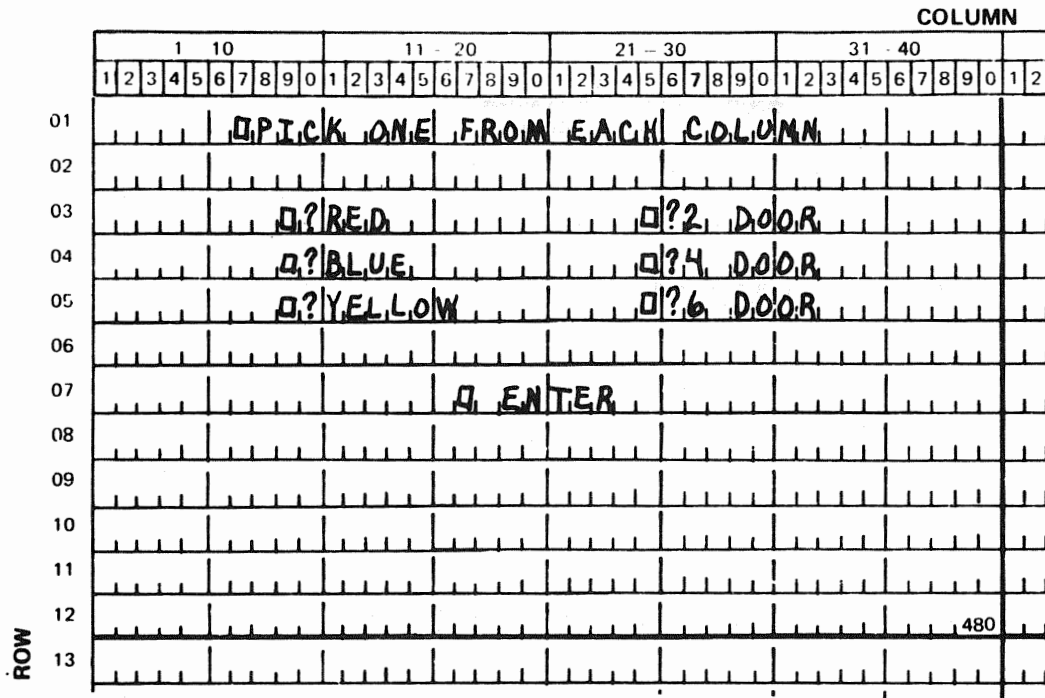 COLUMN
1 10 11 - 20 21 - 30 31 - 40
1 2 3 4 5 6 7 8 9 0 1 2 3 4 5 6 7 8 9 0 1 2 3 4 5 6 7 8 9 0 1 2 3 4 5 6 7 8 9 0 1 2
01 □PICK ONE FROM EACH COLUMN
02
03 □?RED □?2 DOOR
04 □?BLUE □?4 DOOR
05 □?YELLOW □?6 DOOR
06
07 □ ENTER
08
09
10
11
12 480
13
ROW